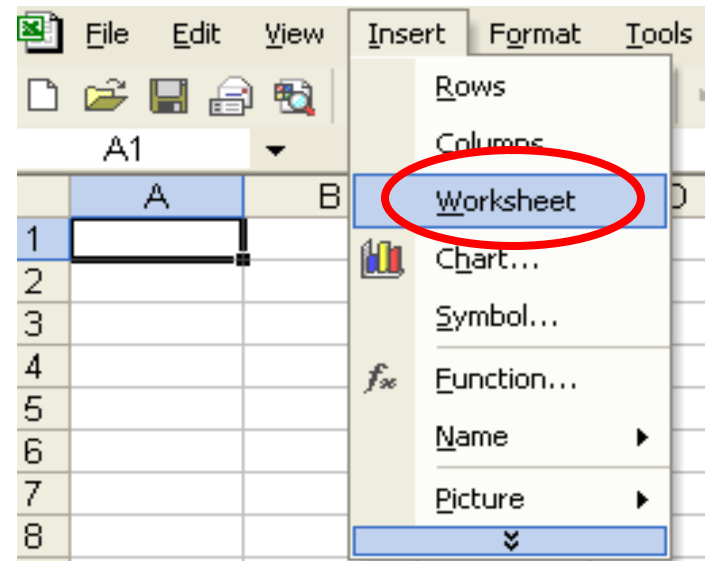 File Edit View Insert Format Tools
Rows
A1
Columns
A B D
Worksheet
1
Chart...
2
Symbol...
3
4
fx Function...
5
Name
6
7
Picture
8